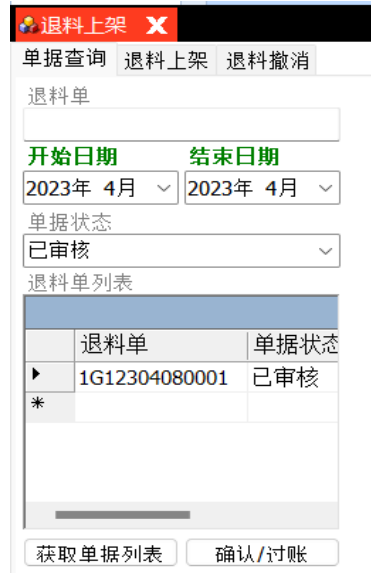 退料上架 X
单据查询 退料上架 退料撤消
退料单
开始日期 结束日期
2023年 4月 2023年 4月
单据状态
已审核
退料单列表
退料单 单据状态
1G12304080001 已审核
*
获取单据列表 确认/过账